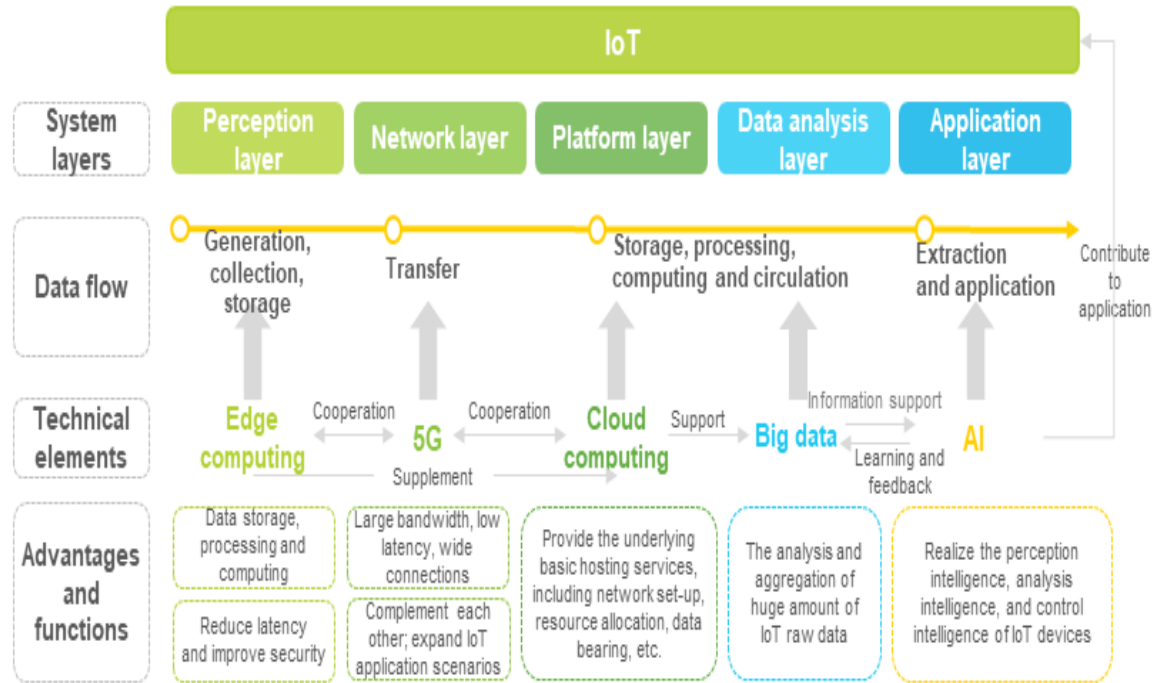 IoT
System
layers
Perception
layer
Network layer
Platform layer
Data analysis
layer
Application
layer
Data flow
Generation,
collection,
storage
Transfer
Storage, processing,
computing and circulation
Extraction
and application
Contribute
to
application
Technical
elements
Edge
computing
Cooperation
5G
Cooperation
Cloud
computing
Supplement
Support
Big data
Information support
Learning and
feedback
AI
Advantages
and
functions
Data storage,
processing and
computing
Reduce latency
and improve security
Large bandwidth, low
latency, wide
connections
Complement each
other; expand IoT
application scenarios
Provide the underlying
basic hosting services,
including network set-up,
resource allocation, data
bearing, etc.
The analysis and
aggregation of
huge amount of
IoT raw data
Realize the perception
intelligence, analysis
intelligence, and control
intelligence of IoT devices